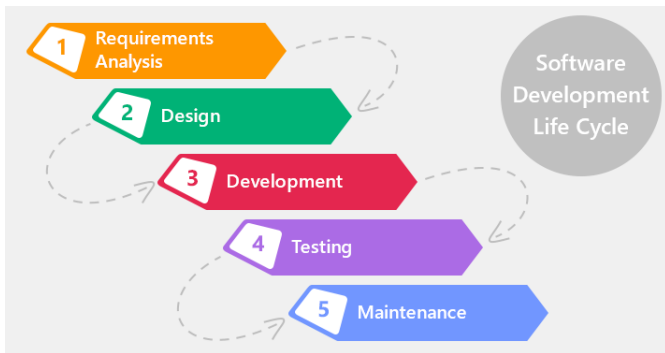 1
Requirements
Analysis
2
Design
3
Development
4
Testing
5
Maintenance
Software
Development
Life Cycle